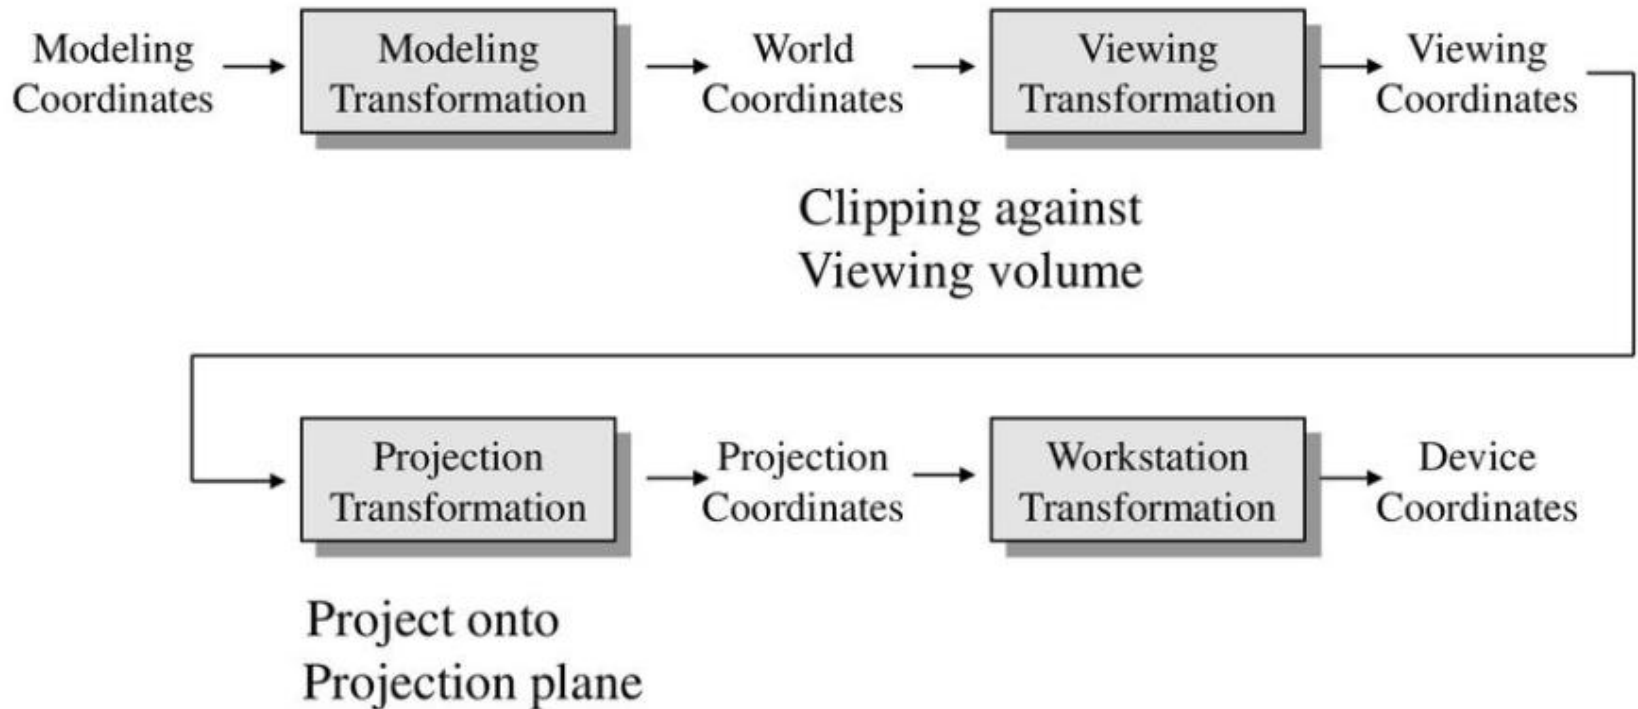 Modeling
Coordinates
Modeling
Transformation
World
Coordinates
Viewing
Transformation
Viewing
Coordinates
Clipping against
Viewing volume
Projection
Transformation
Projection
Coordinates
Workstation
Transformation
Device
Coordinates
Project onto
Projection plane